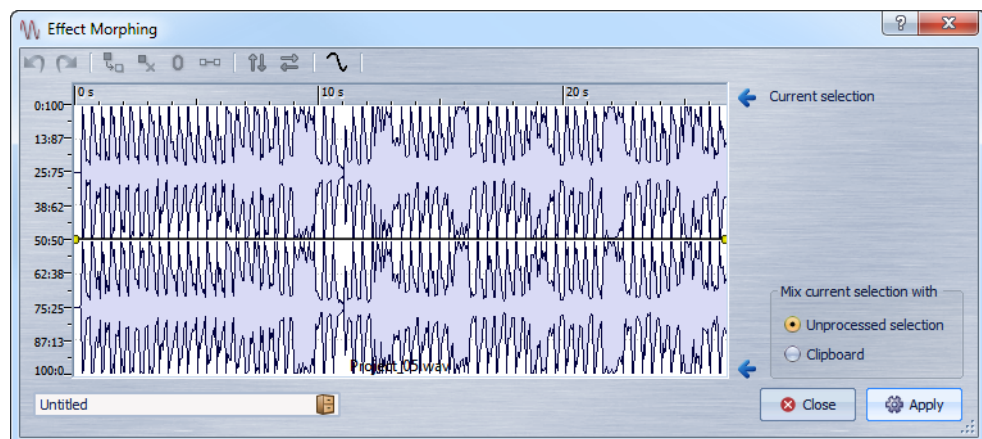 Effect Morphing
0 s 10 s 20 s
Current selection
0:100
13:87
25:75
38:62
50:50
62:38
75:25
87:13
100:0
Project_05.wav
Mix current selection with
Unprocessed selection
Clipboard
Untitled
Close
Apply